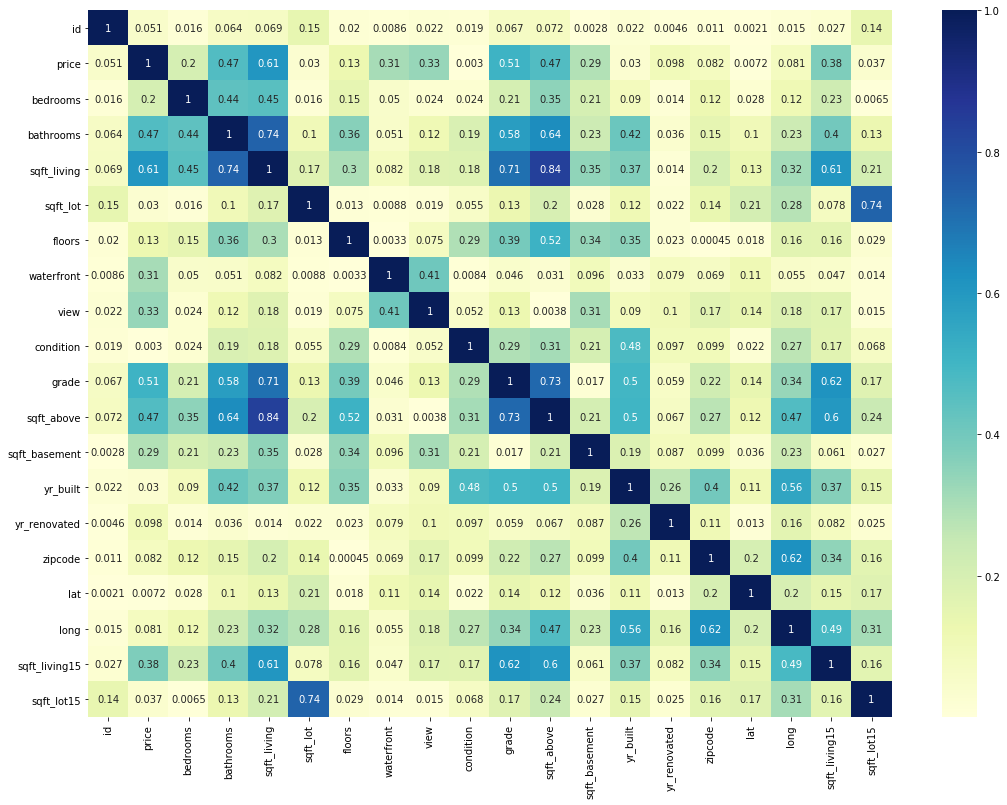 id 1 0.051 0.016 0.064 0.069 0.15 0.02 0.0086 0.022 0.019 0.067 0.072 0.0028 0.022 0.0046 0.011 0.0021 0.015 0.027 0.14
price 0.051 1 0.2 0.47 0.61 0.03 0.13 0.31 0.33 0.003 0.51 0.47 0.29 0.03 0.098 0.082 0.0072 0.081 0.38 0.037
bedrooms 0.016 0.2 1 0.44 0.45 0.016 0.15 0.05 0.024 0.024 0.21 0.35 0.21 0.09 0.014 0.12 0.028 0.12 0.23 0.0065
bathrooms 0.064 0.47 0.44 1 0.74 0.1 0.36 0.051 0.12 0.19 0.58 0.64 0.23 0.42 0.036 0.15 0.1 0.23 0.4 0.13
sqft_living 0.069 0.61 0.45 0.74 1 0.17 0.3 0.082 0.18 0.18 0.71 0.84 0.35 0.37 0.014 0.2 0.13 0.32 0.61 0.21
sqft_lot 0.15 0.03 0.016 0.1 0.17 1 0.013 0.0088 0.019 0.055 0.13 0.2 0.028 0.12 0.022 0.14 0.21 0.28 0.078 0.74
floors 0.02 0.13 0.15 0.36 0.3 0.013 1 0.0033 0.075 0.29 0.39 0.52 0.34 0.35 0.023 0.00045 0.018 0.16 0.16 0.029
waterfront 0.0086 0.31 0.05 0.051 0.082 0.0088 0.0033 1 0.41 0.0084 0.046 0.031 0.096 0.033 0.079 0.069 0.11 0.055 0.047 0.014
view 0.022 0.33 0.024 0.12 0.18 0.019 0.075 0.41 1 0.052 0.13 0.0038 0.31 0.09 0.1 0.17 0.14 0.18 0.17 0.015
condition 0.019 0.003 0.024 0.19 0.18 0.055 0.29 0.0084 0.052 1 0.29 0.31 0.21 0.48 0.097 0.099 0.022 0.27 0.17 0.068
grade 0.067 0.51 0.21 0.58 0.71 0.13 0.39 0.046 0.13 0.29 1 0.73 0.017 0.5 0.059 0.22 0.14 0.34 0.62 0.17
sqft_above 0.072 0.47 0.35 0.64 0.84 0.2 0.52 0.031 0.0038 0.31 0.73 1 0.21 0.5 0.067 0.27 0.12 0.47 0.6 0.24
sqft_basement 0.0028 0.29 0.21 0.23 0.35 0.028 0.34 0.096 0.31 0.21 0.017 0.21 1 0.19 0.087 0.099 0.036 0.23 0.061 0.027
yr_built 0.022 0.03 0.09 0.42 0.37 0.12 0.35 0.033 0.09 0.48 0.5 0.5 0.19 1 0.26 0.4 0.11 0.56 0.37 0.15
yr_renovated 0.0046 0.098 0.014 0.036 0.014 0.022 0.023 0.079 0.1 0.097 0.059 0.067 0.087 0.26 1 0.11 0.013 0.16 0.082 0.025
zipcode 0.011 0.082 0.12 0.15 0.2 0.14 0.00045 0.069 0.17 0.099 0.22 0.27 0.099 0.4 0.11 1 0.2 0.62 0.34 0.16
lat 0.0021 0.0072 0.028 0.1 0.13 0.21 0.018 0.11 0.14 0.022 0.14 0.12 0.036 0.11 0.013 0.2 1 0.2 0.15 0.17
long 0.015 0.081 0.12 0.23 0.32 0.28 0.16 0.055 0.18 0.27 0.34 0.47 0.23 0.56 0.16 0.62 0.2 1 0.49 0.31
sqft_living15 0.027 0.38 0.23 0.4 0.61 0.078 0.16 0.047 0.17 0.17 0.62 0.6 0.061 0.37 0.082 0.34 0.15 0.49 1 0.16
sqft_lot15 0.14 0.037 0.0065 0.13 0.21 0.74 0.029 0.014 0.015 0.068 0.17 0.24 0.027 0.15 0.025 0.16 0.17 0.31 0.16 1
id price bedrooms bathrooms sqft_living sqft_lot floors waterfront view condition grade sqft_above sqft_basement yr_built yr_renovated zipcode lat long sqft_living15 sqft_lot15
1.0
0.8
0.6
0.4
0.2